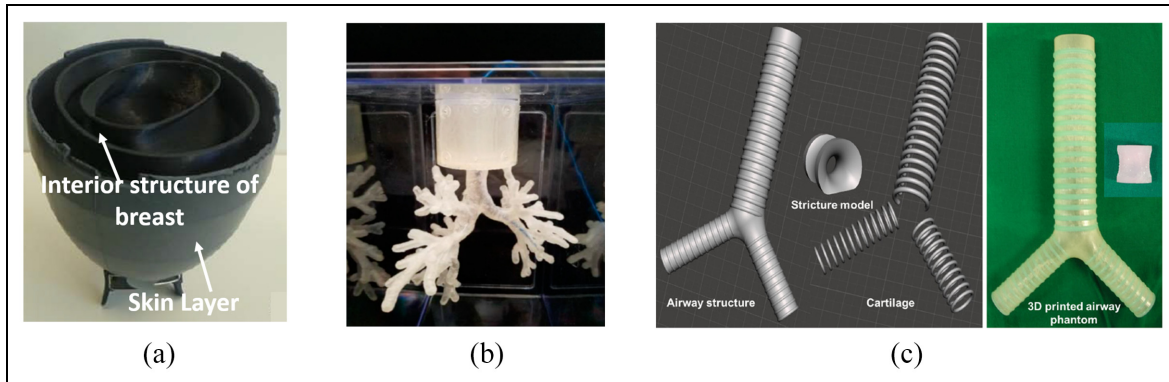 Interior structure of
breast
Skin Layer
Stricture model
Airway structure
Cartilage
3D printed airway
phantom
(a)
(b)
(c)